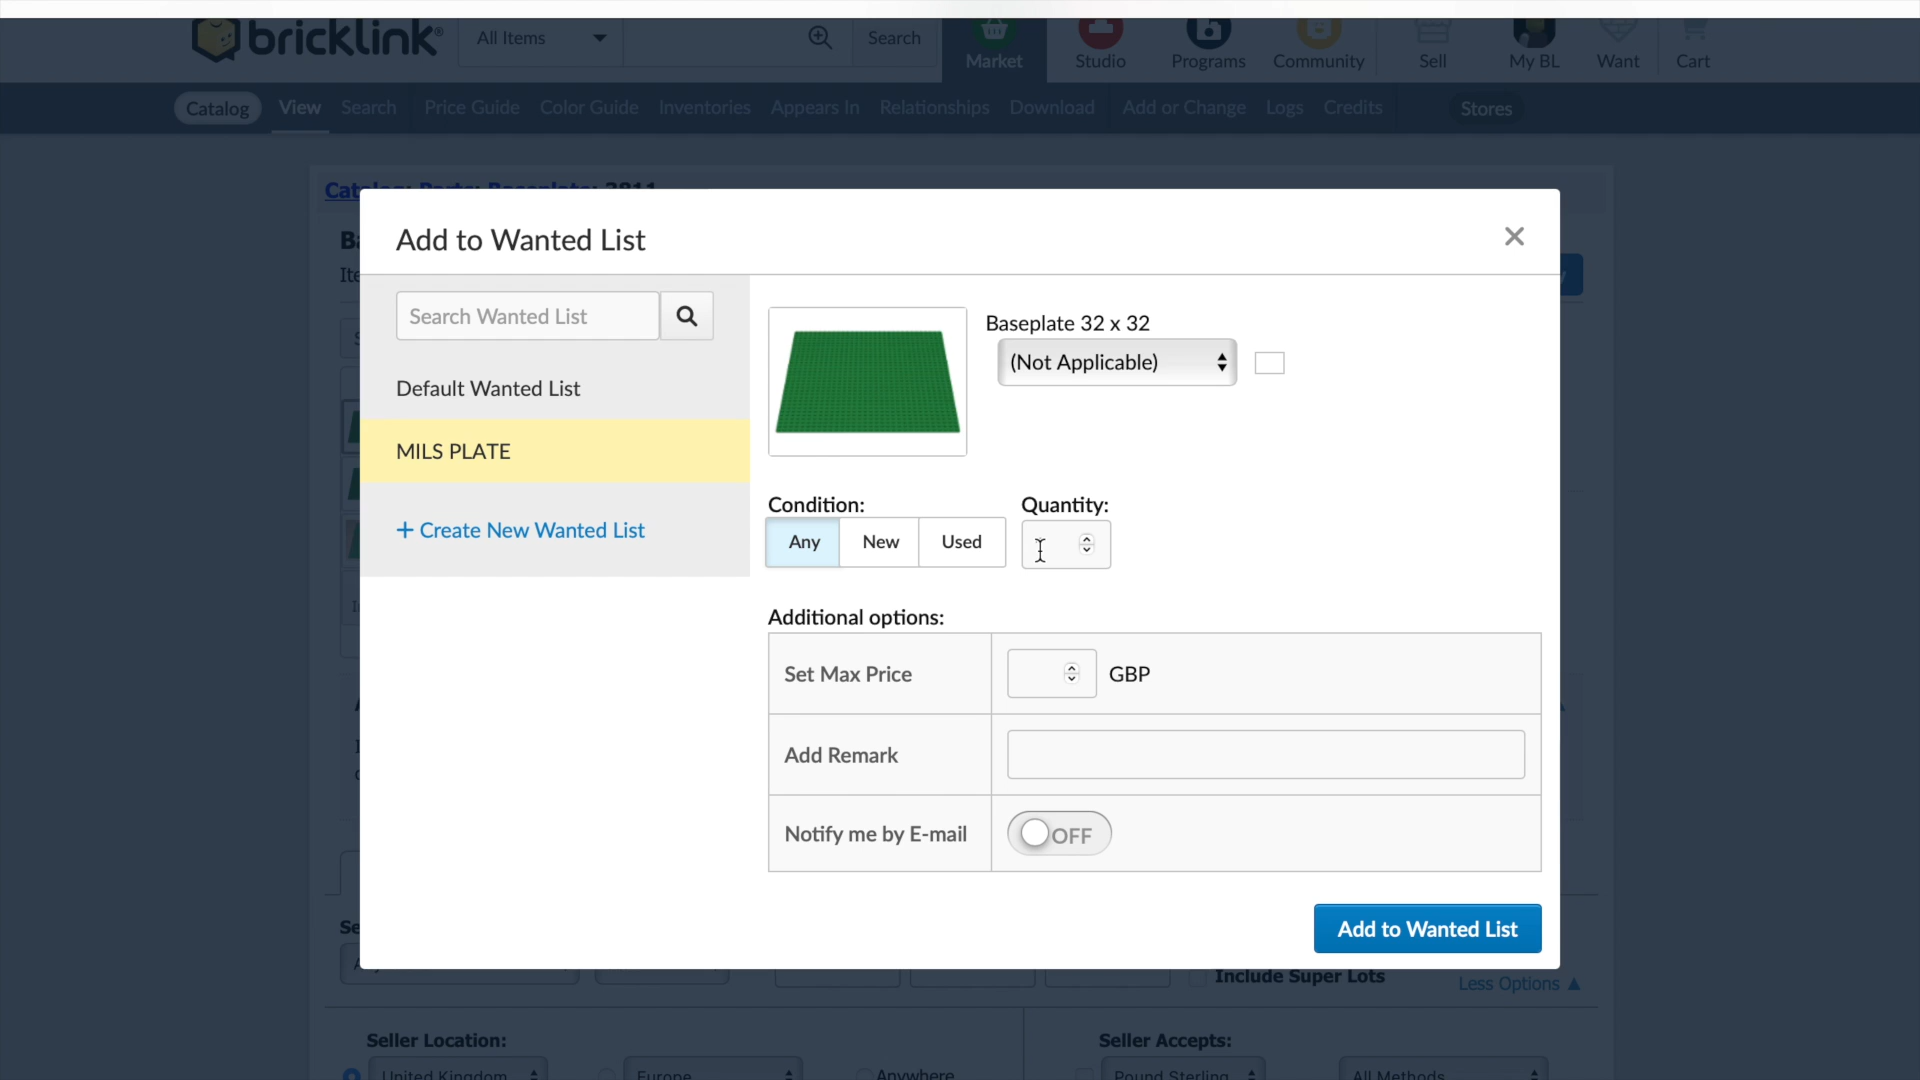 bricklink®
All Items
Search
Market
Studio
Programs
Community
Sell
My BL
Want
Cart
Catalog
View
Search
Price Guide
Color Guide
Inventories
Appears In
Relationships
Download
Add or Change
Logs
Credits
Stores
Add to Wanted List
Search Wanted List
Default Wanted List
MILS PLATE
+ Create New Wanted List
Baseplate 32 x 32
(Not Applicable)
Condition:
Quantity:
Any
New
Used
Additional options:
Set Max Price
GBP
Add Remark
Notify me by E-mail
OFF
Add to Wanted List
Include Super Lots
Less Options ▲
Seller Location:
Seller Accepts:
United Kingdom
Europe
Anywhere
Pound Sterling
All Methods